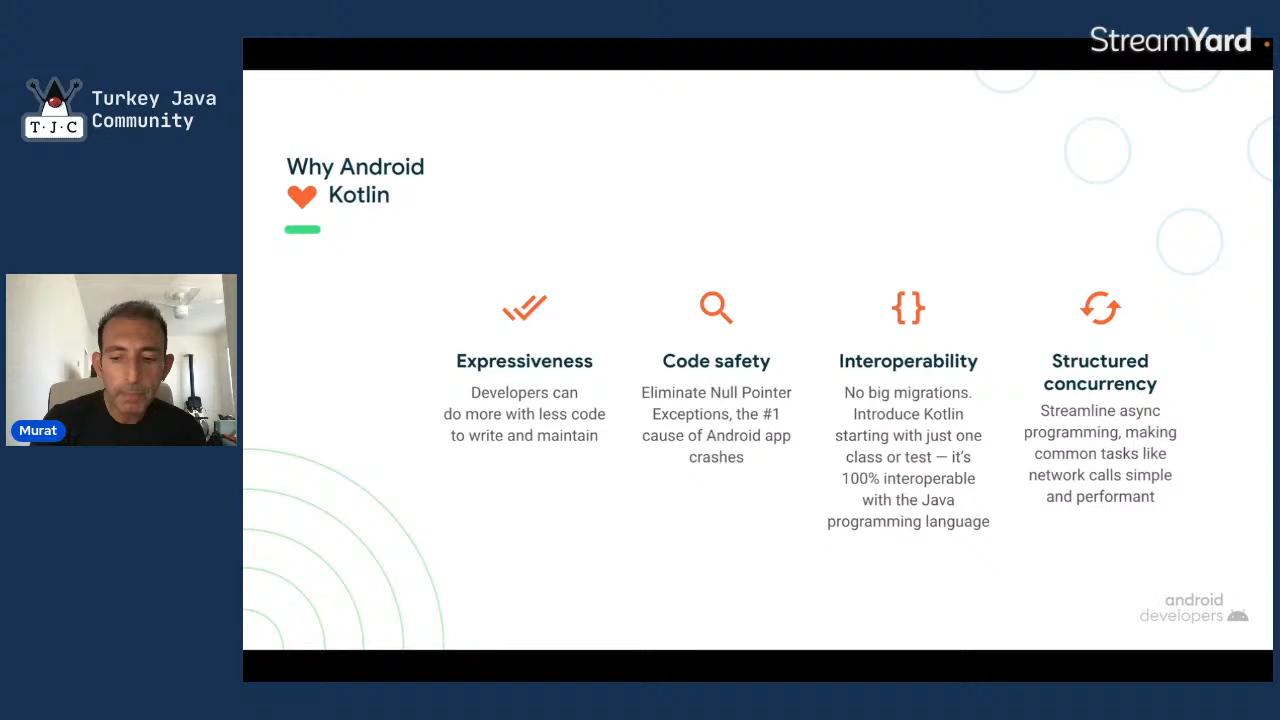 StreamYard
Turkey Java
Community
T·J·C
Why Android
Kotlin
Expressiveness
Developers can
do more with less code
to write and maintain
Code safety
Eliminate Null Pointer
Exceptions, the #1
cause of Android app
crashes
Interoperability
No big migrations.
Introduce Kotlin
starting with just one
class or test — it's
100% interoperable
with the Java
programming language
Structured
concurrency
Streamline async
programming, making
common tasks like
network calls simple
and performant
Murat
android
developers